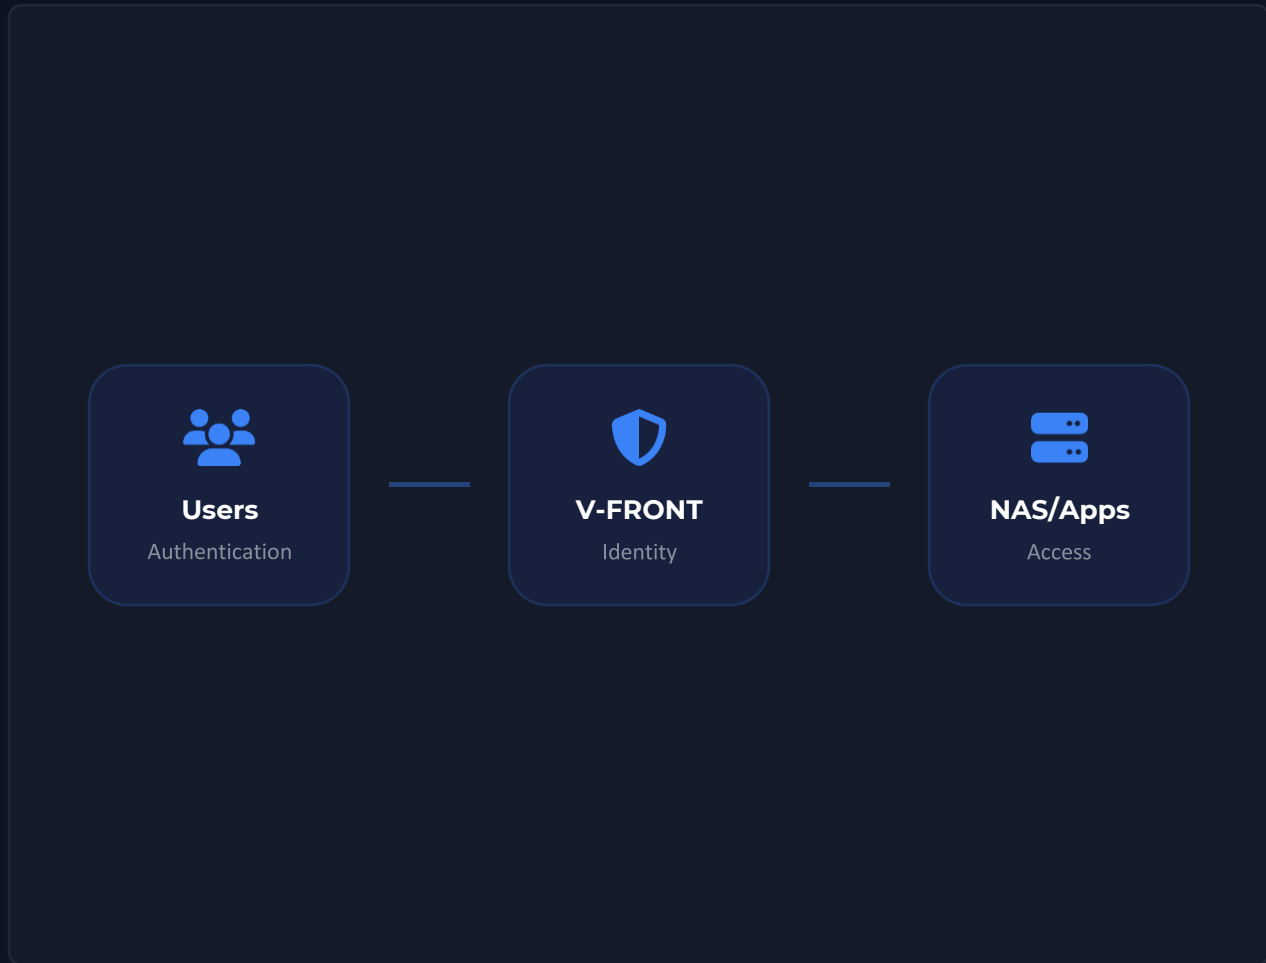 Users
Authentication
V-FRONT
Identity
NAS/Apps
Access